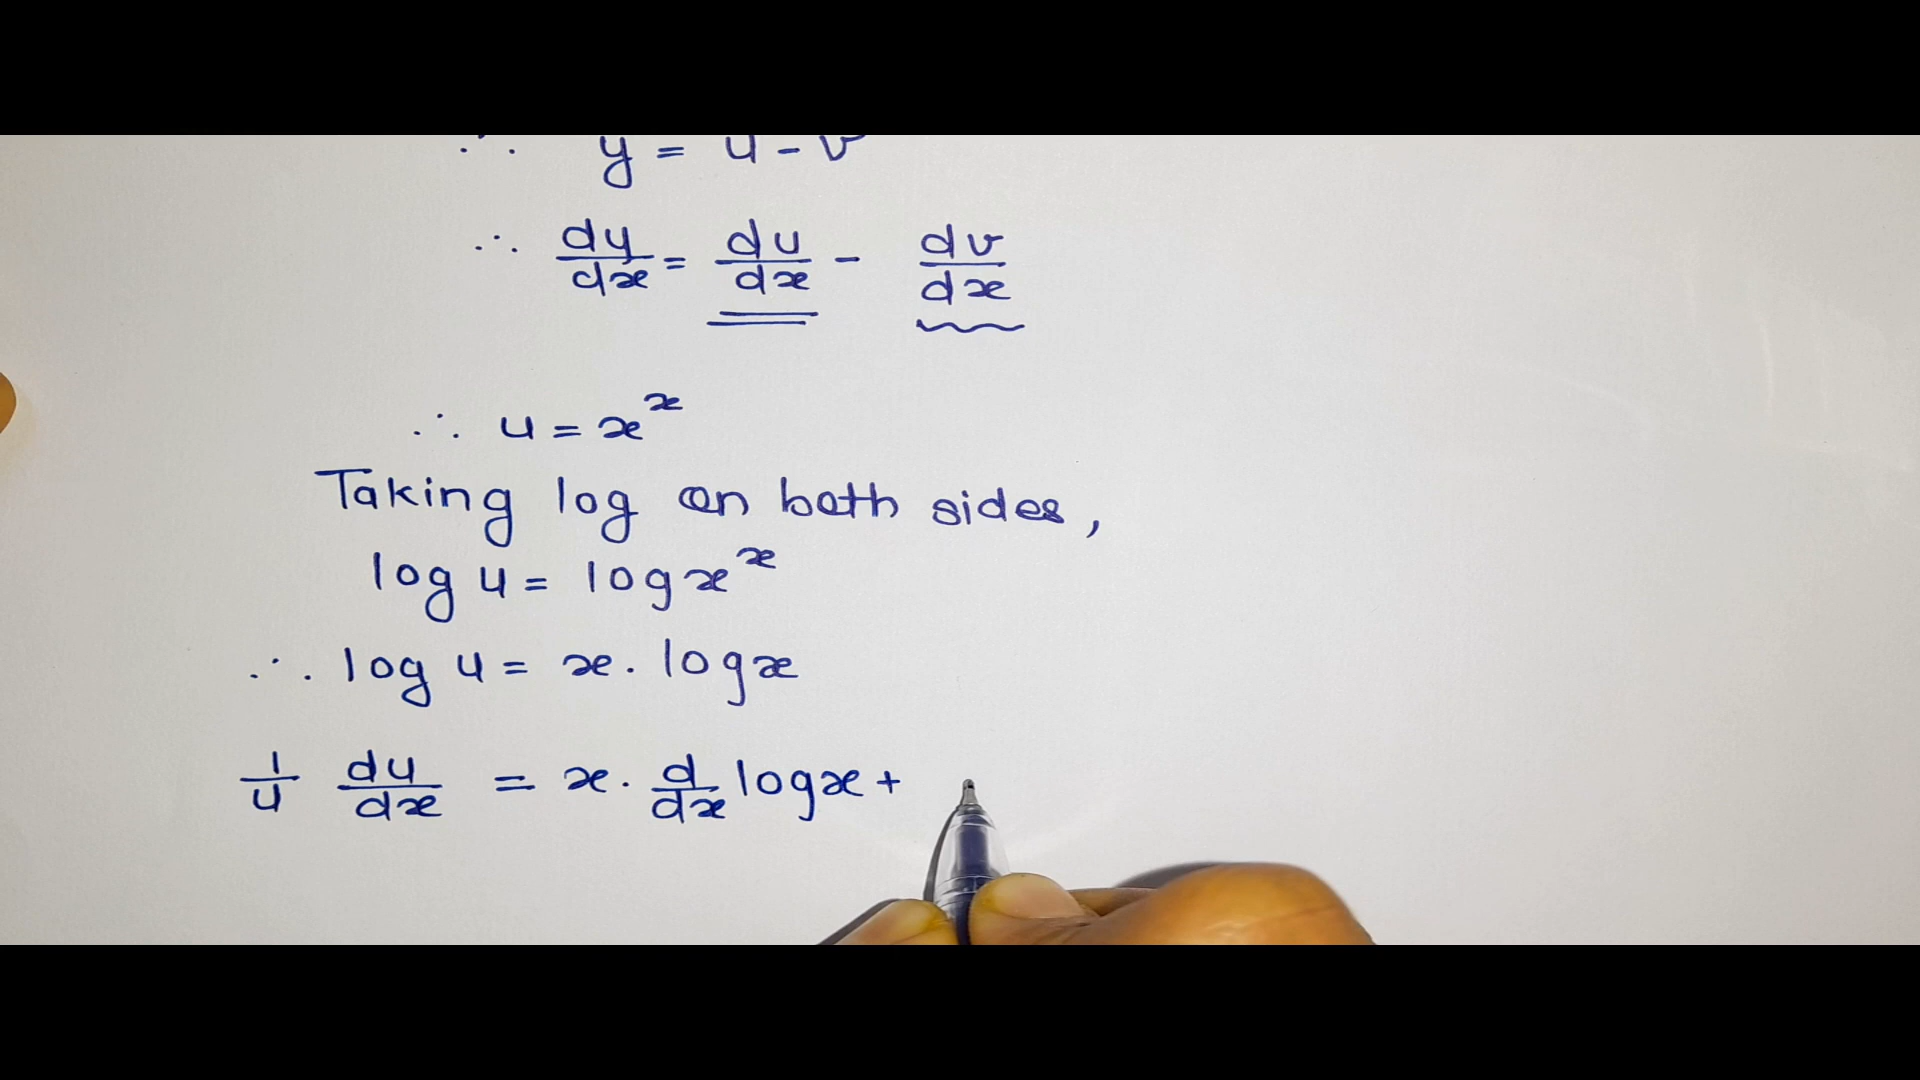 ∴ y = u - v
∴ dy/dx = du/dx - dv/dx
∴ u = x^x
Taking log on both sides,
log u = log x^x
∴ log u = x . log x
1/u du/dx = x . d/dx log x +